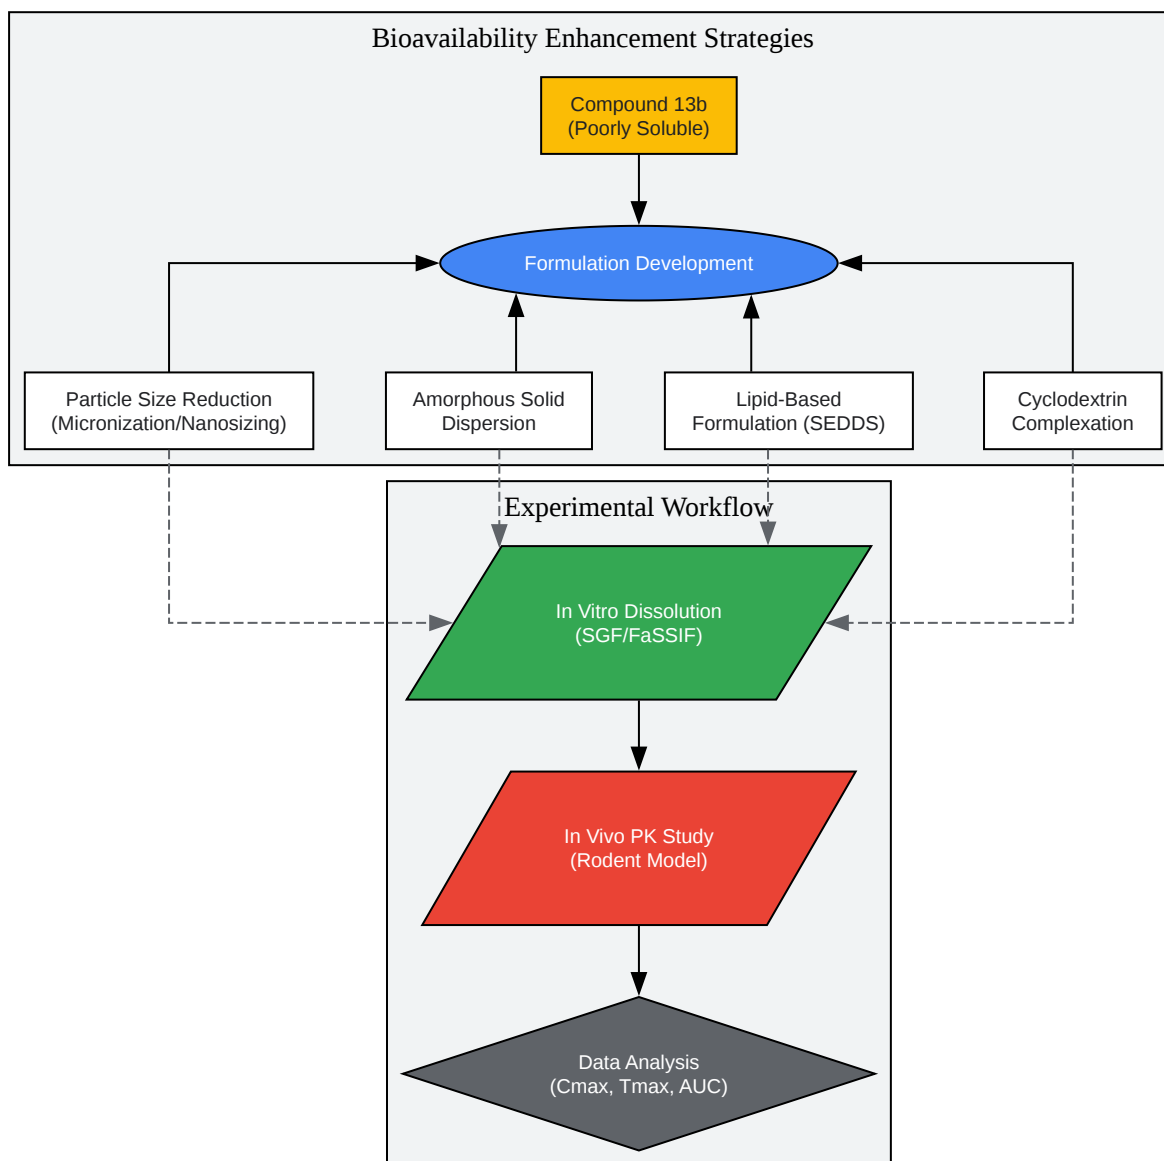 Bioavailability Enhancement Strategies
Compound 13b
(Poorly Soluble)
Formulation Development
Particle Size Reduction
(Micronization/Nanosizing)
Amorphous Solid
Dispersion
Lipid-Based
Formulation (SEDDS)
Cyclodextrin
Complexation
Experimental Workflow
In Vitro Dissolution
(SGF/FaSSIF)
In Vivo PK Study
(Rodent Model)
Data Analysis
(Cmax, Tmax, AUC)